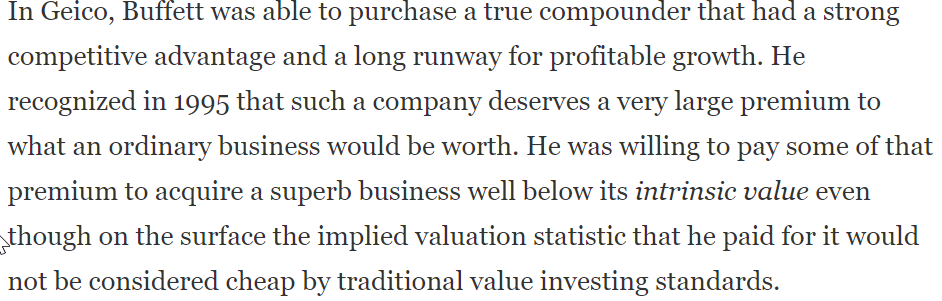 In Geico, Buffett was able to purchase a true compounder that had a strong
competitive advantage and a long runway for profitable growth. He
recognized in 1995 that such a company deserves a very large premium to
what an ordinary business would be worth. He was willing to pay some of that
premium to acquire a superb business well below its intrinsic value even
though on the surface the implied valuation statistic that he paid for it would
not be considered cheap by traditional value investing standards.